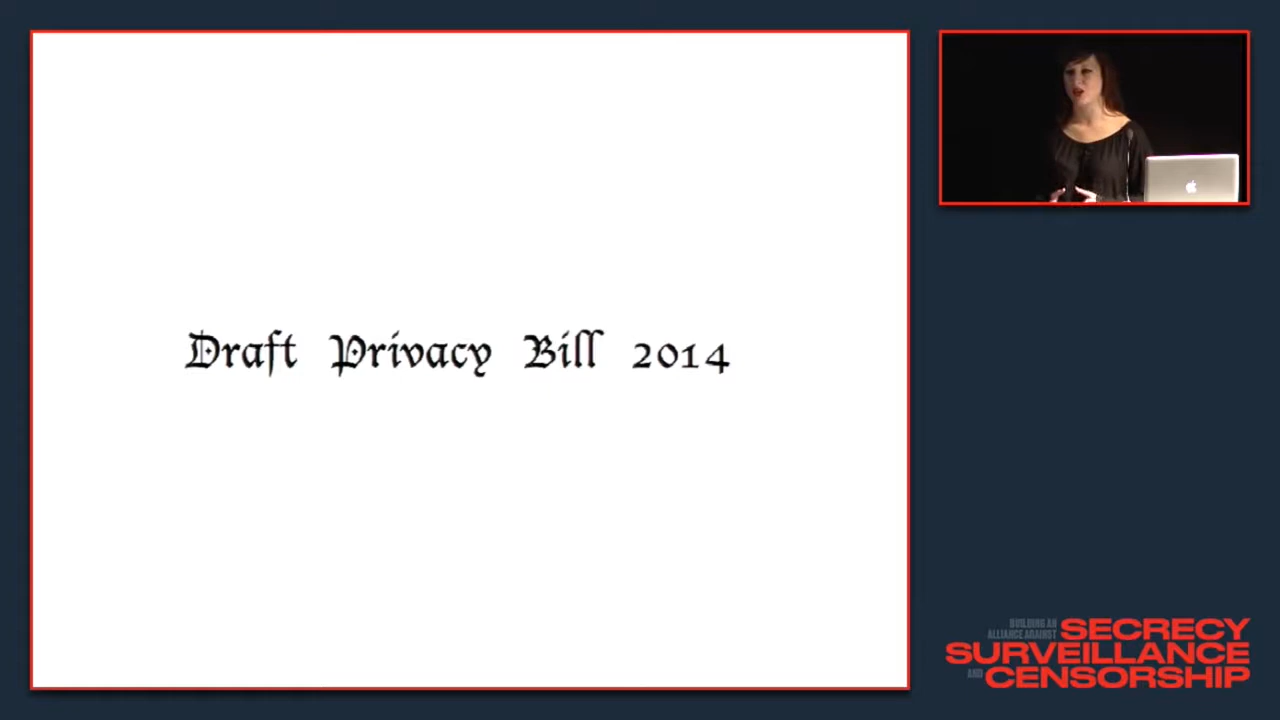 Draft Privacy Bill 2014
BUILDING AN
ALLIANCE AGAINST
SECRECY
SURVEILLANCE
AND CENSORSHIP